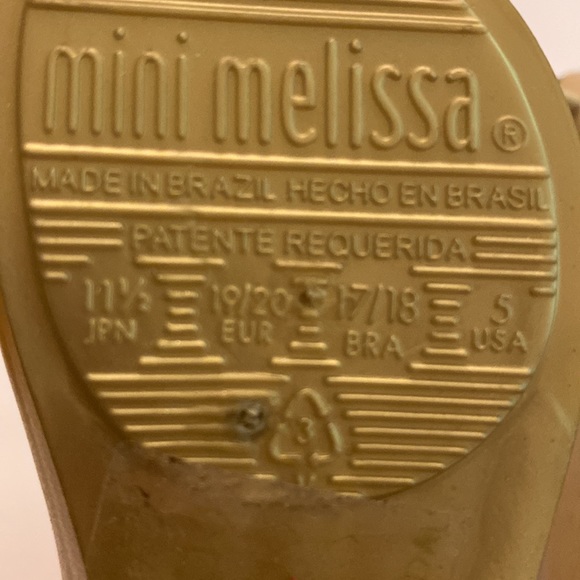 mini melissa®
MADE IN BRAZIL HECHO EN BRASIL
PATENTE REQUERIDA
11½ 19/20 17/18 5
JPN EUR BRA USA
3